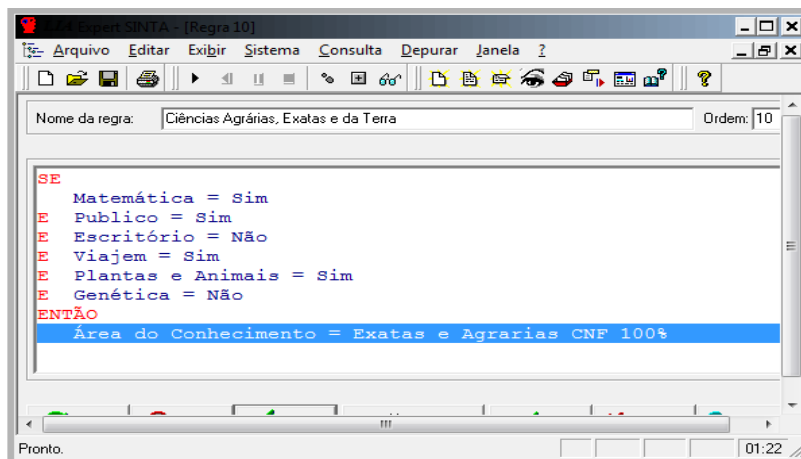 Expert SINTA - [Regra 10]
Arquivo Editar Exibir Sistema Consulta Depurar Janela ?
Nome da regra: Ciências Agrárias, Exatas e da Terra Ordem: 10
SE
Matemática = Sim
E Publico = Sim
E Escritório = Não
E Viajem = Sim
E Plantas e Animais = Sim
E Genética = Não
ENTÃO
Área do Conhecimento = Exatas e Agrarias CNF 100%
Pronto. 01:22